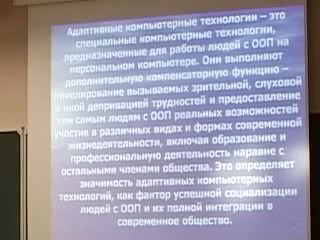 Адаптивные компьютерные технологии – это
специальные компьютерные технологии,
предназначенные для работы людей с ООП на
персональном компьютере. Они выполняют
дополнительную компенсаторную функцию –
нивелирование вызываемых зрительной, слуховой
и иной депривацией трудностей и предоставление
тем самым людям с ООП реальных возможностей
участия в различных видах и формах современной
жизнедеятельности, включая образование и
профессиональную деятельность наравне с
остальными членами общества. Это определяет
значимость адаптивных компьютерных
технологий, как фактор успешной социализации
людей с ООП и их полной интеграции в
современное общество.